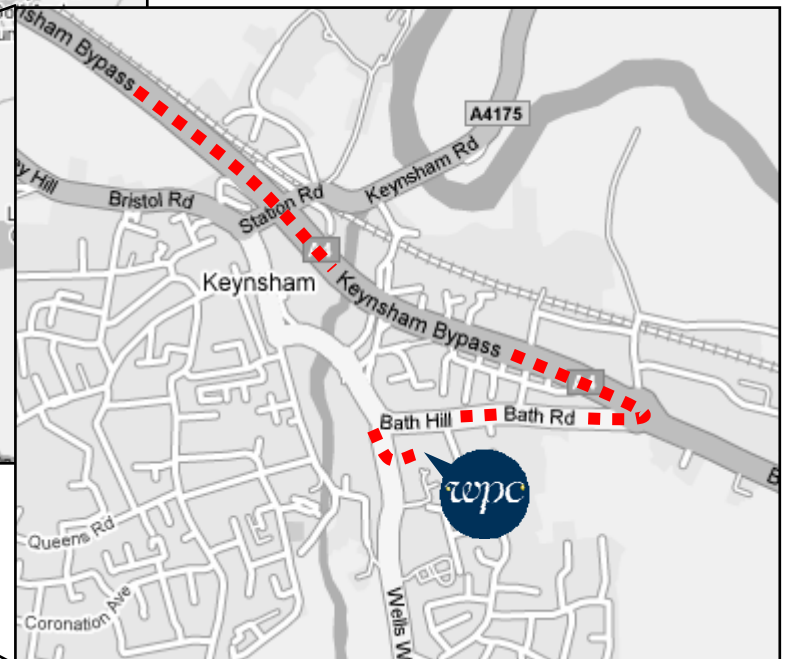 nsham Bypass
A4175
Keynsham Rd
Bristol Rd
Station Rd
Keynsham
Keynsham Bypass
Bath Hill
Bath Rd
wpc
Queens Rd
Coronation Ave
Wells W